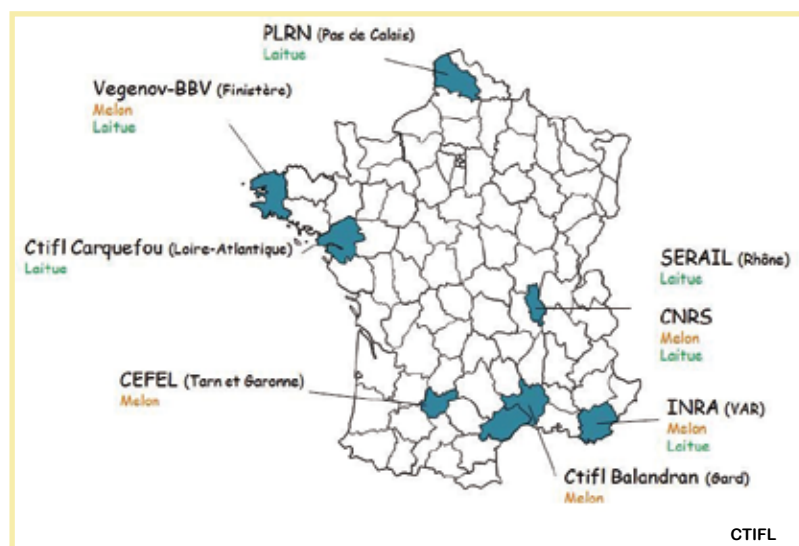 PLRN (Pas de Calais)
Laitue
Vegenov-BBV (Finistère)
Melon
Laitue
Ctifl Carquefou (Loire-Atlantique)
Laitue
SERAIL (Rhône)
Laitue
CNRS
Melon
Laitue
CEFEL (Tarn et Garonne)
Melon
INRA (VAR)
Melon
Laitue
Ctifl Balandran (Gard)
Melon
CTIFL